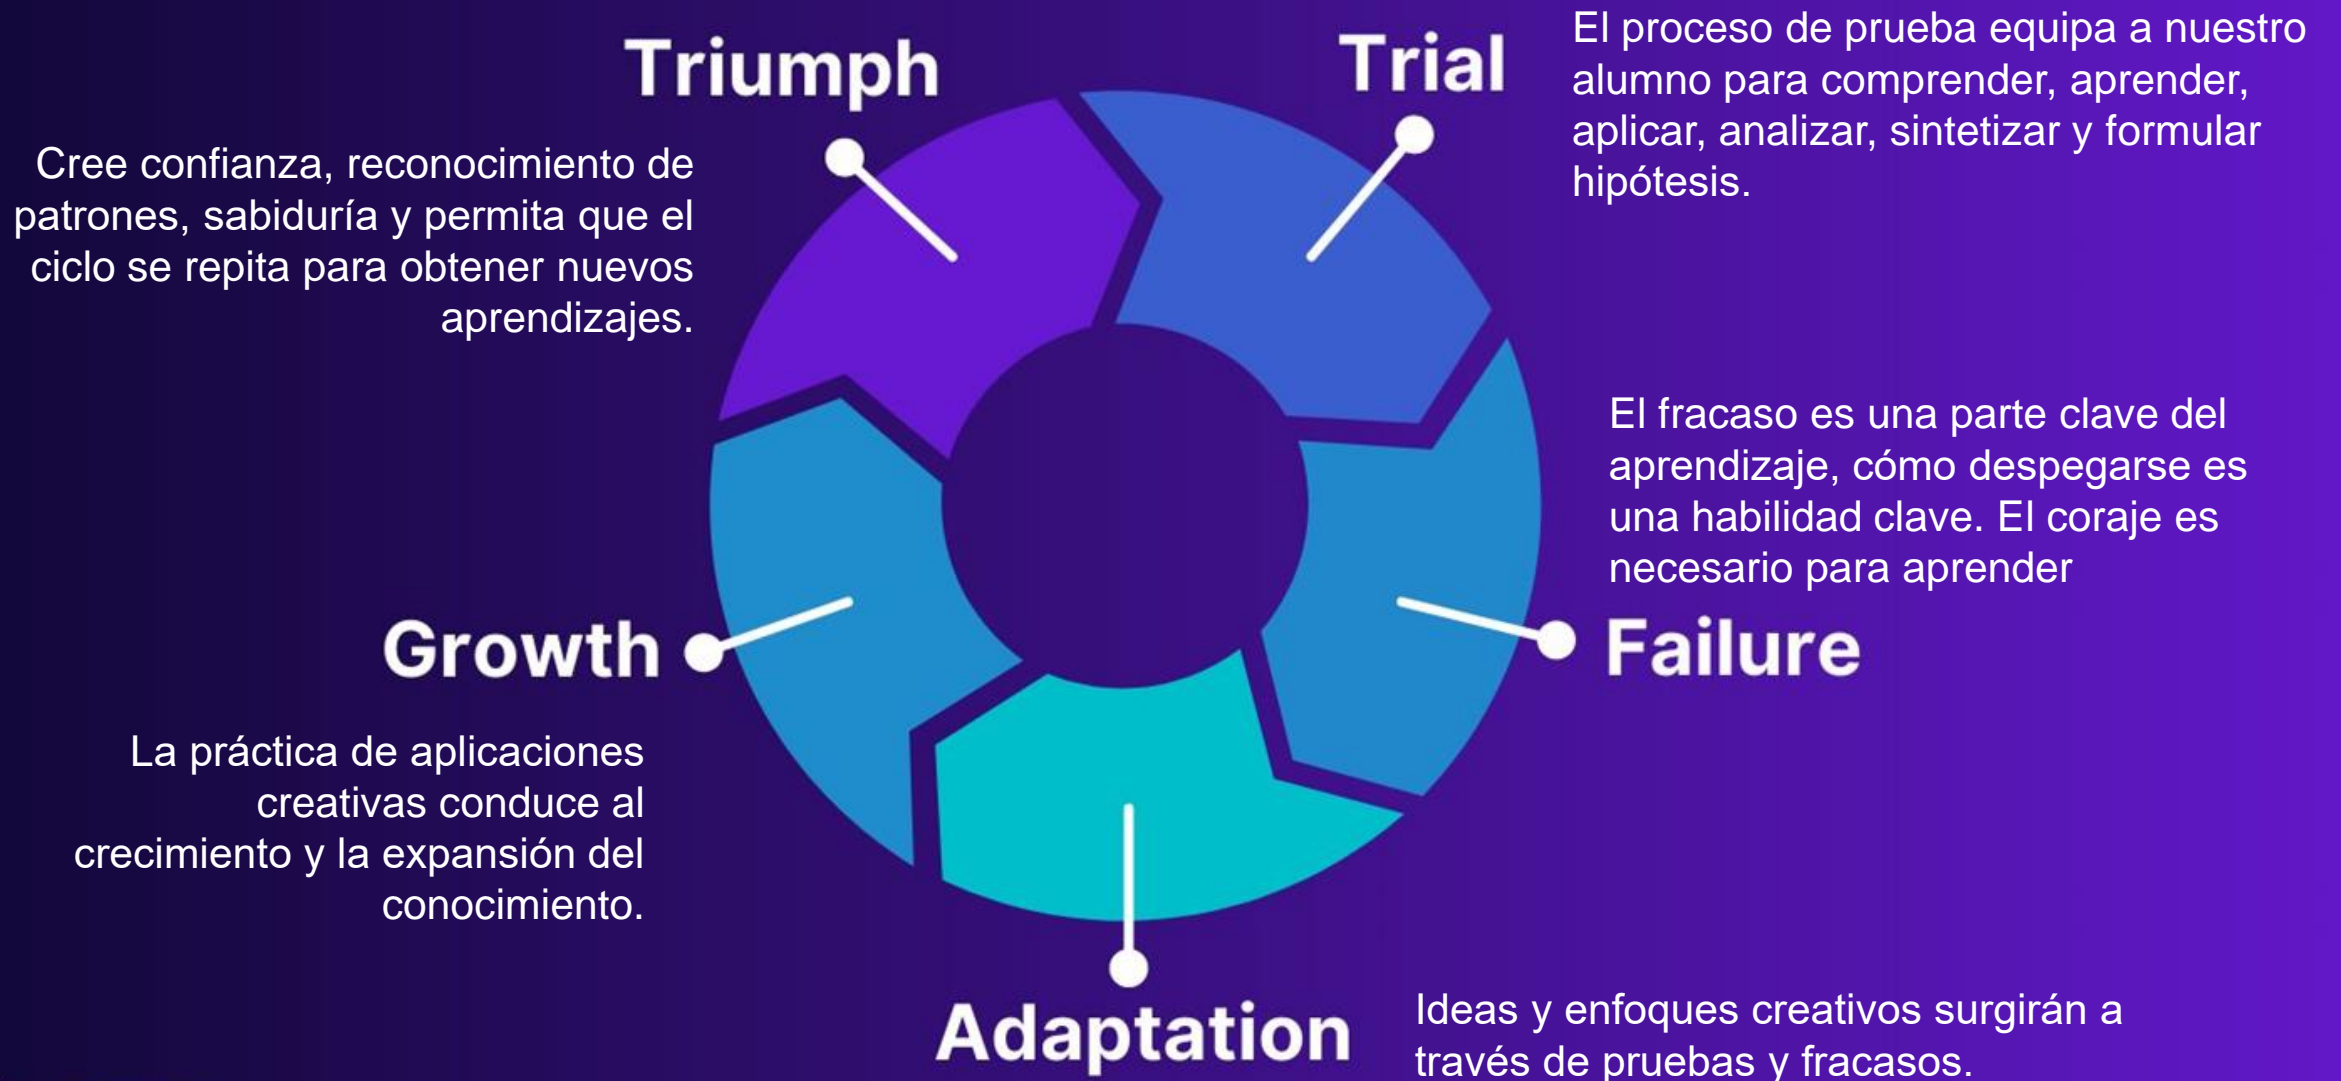 Triumph
Cree confianza, reconocimiento de
patrones, sabiduría y permita que el
ciclo se repita para obtener nuevos
aprendizajes.
Trial
El proceso de prueba equipa a nuestro
alumno para comprender, aprender,
aplicar, analizar, sintetizar y formular
hipótesis.
El fracaso es una parte clave del
aprendizaje, cómo despegarse es
una habilidad clave. El coraje es
necesario para aprender
Failure
Growth
La práctica de aplicaciones
creativas conduce al
crecimiento y la expansión del
conocimiento.
Adaptation
Ideas y enfoques creativos surgirán a
través de pruebas y fracasos.